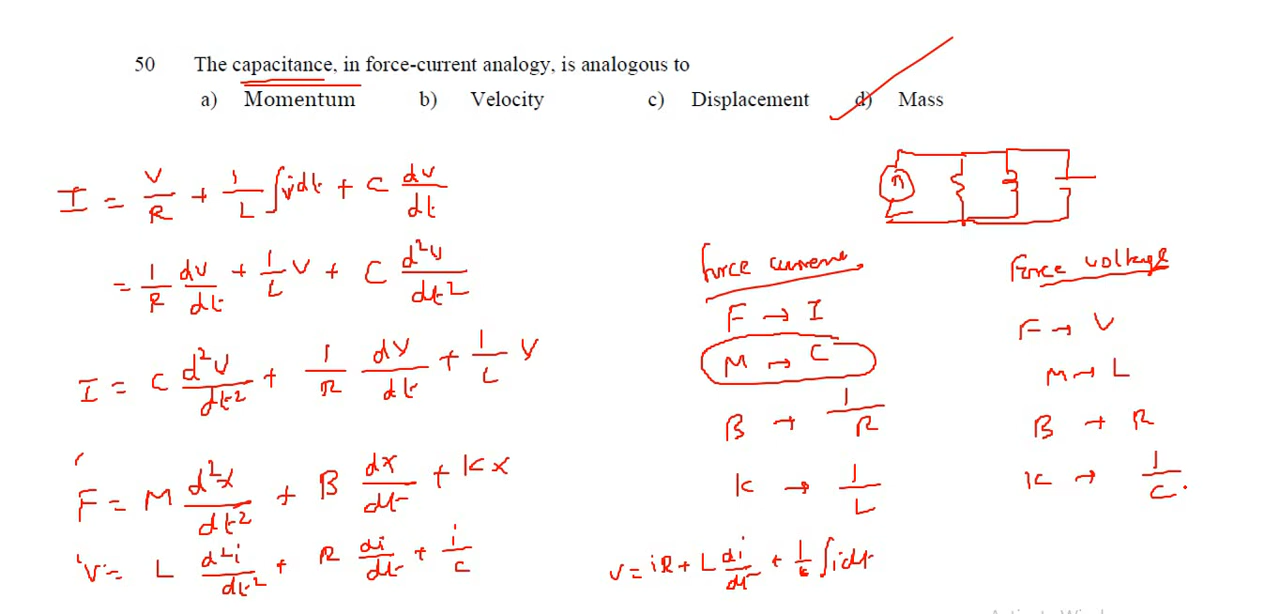 50 The capacitance, in force-current analogy, is analogous to
a) Momentum b) Velocity c) Displacement d) Mass
I = V/R + 1/L ∫vdt + C dv/dt
= 1/R dv/dt + 1/L V + C d²v/dt²
I = C d²v/dt² + 1/R dv/dt + 1/L V
F = M d²x/dt² + B dx/dt + Kx
V = L d²i/dt² + R di/dt + i/C
Force current
F → I
M → C
B → 1/R
K → 1/L
V = iR + L di/dt + 1/C ∫idt
Force voltage
F → V
M → L
B → R
K → 1/C.